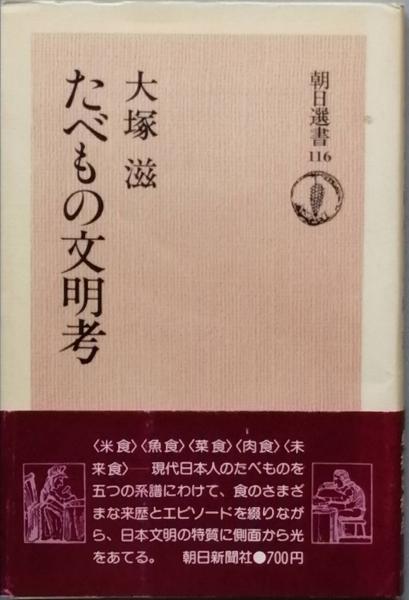 朝日選書
116
大塚 滋
たべもの文明考
〈米食〉〈魚食〉〈菜食〉〈肉食〉〈未
来食〉─現代日本人のたべものを
五つの系譜にわけて、食のさまざ
まな来歴とエピソードを綴りなが
ら、日本文明の特質に側面から光
をあてる。 朝日新聞社●700円